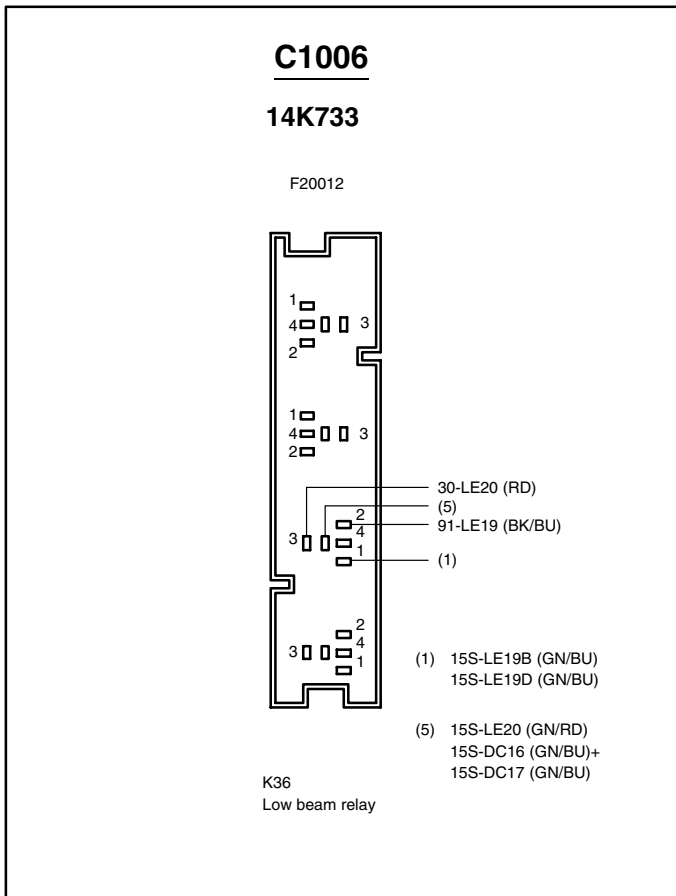 C1006
14K733
F20012
1
4 3
2
1
4 3
2
30-LE20 (RD)
(5)
2
91-LE19 (BK/BU)
3 4
1
(1)
2
3 4
1
(1) 15S-LE19B (GN/BU)
15S-LE19D (GN/BU)
(5) 15S-LE20 (GN/RD)
15S-DC16 (GN/BU)+
15S-DC17 (GN/BU)
K36
Low beam relay